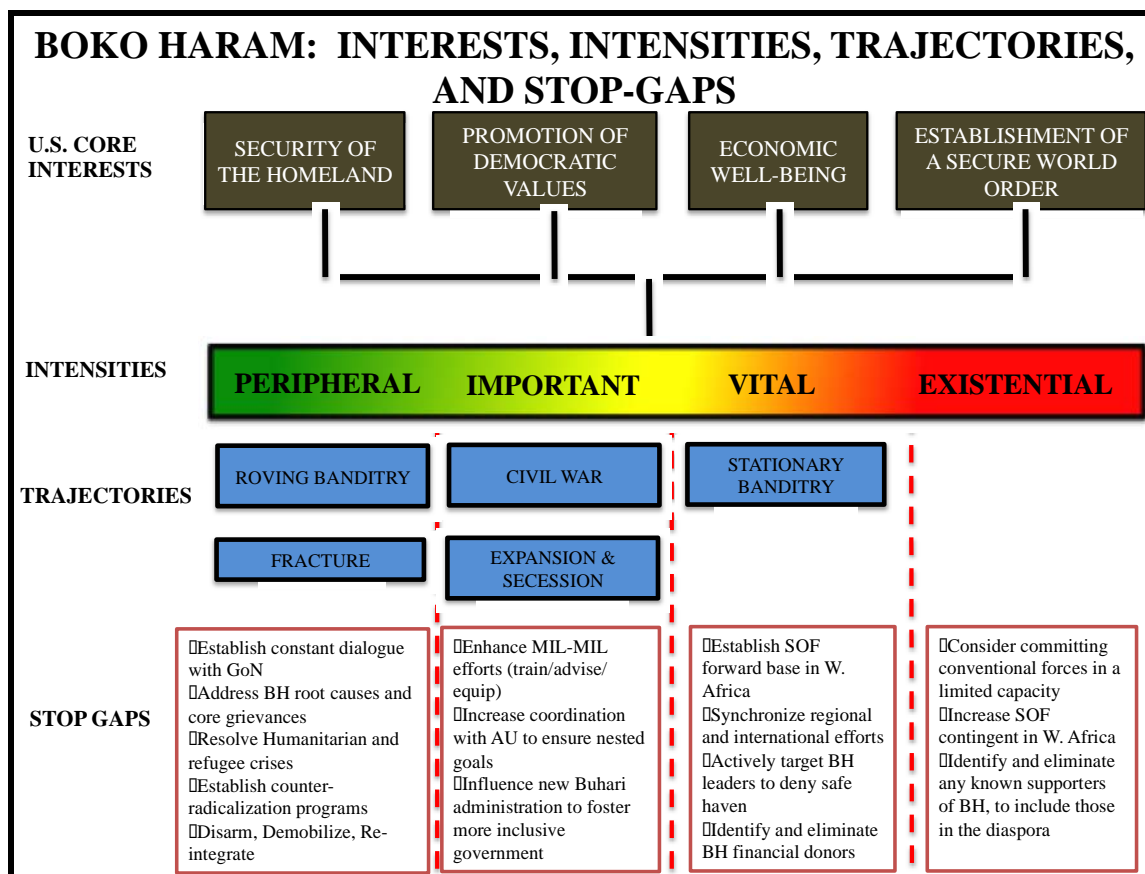 BOKO HARAM: INTERESTS, INTENSITIES, TRAJECTORIES,
AND STOP-GAPS
U.S. CORE
INTERESTS
SECURITY OF
THE HOMELAND
PROMOTION OF
DEMOCRATIC
VALUES
ECONOMIC
WELL-BEING
ESTABLISHMENT OF
A SECURE WORLD
ORDER
INTENSITIES
PERIPHERAL
IMPORTANT
VITAL
EXISTENTIAL
TRAJECTORIES
ROVING BANDITRY
CIVIL WAR
STATIONARY
BANDITRY
FRACTURE
EXPANSION &
SECESSION
STOP GAPS
▯Establish constant dialogue
with GoN
▯Address BH root causes and
core grievances
▯Resolve Humanitarian and
refugee crises
▯Establish counter-
radicalization programs
▯Disarm, Demobilize, Re-
integrate
▯Enhance MIL-MIL
efforts (train/advise/
equip)
▯Increase coordination
with AU to ensure nested
goals
▯Influence new Buhari
administration to foster
more inclusive
government
▯Establish SOF
forward base in W.
Africa
▯Synchronize regional
and international efforts
▯Actively target BH
leaders to deny safe
haven
▯Identify and eliminate
BH financial donors
▯Consider committing
conventional forces in a
limited capacity
▯Increase SOF
contingent in W. Africa
▯Identify and eliminate
any known supporters
of BH, to include those
in the diaspora